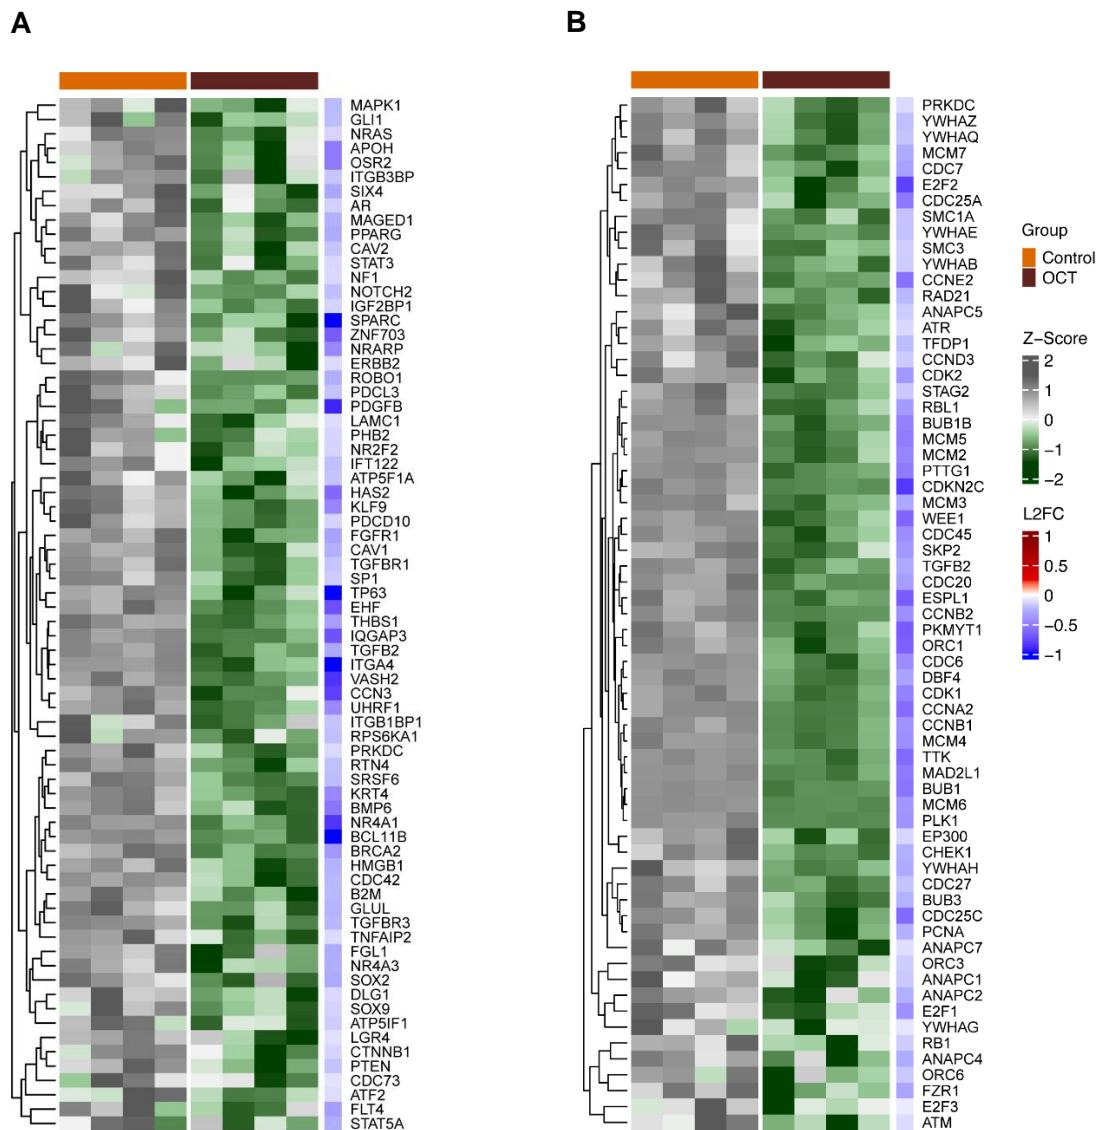 A
B
MAPK1
GLI1
NRAS
APOH
OSR2
ITGB3BP
SIX4
AR
MAGED1
PPARG
CAV2
STAT3
NF1
NOTCH2
IGF2BP1
SPARC
ZNF703
NRARP
ERBB2
ROBO1
PDCL3
PDGFB
LAMC1
PHB2
NR2F2
IFT122
ATP5F1A
HAS2
KLF9
PDCD10
FGFR1
CAV1
TGFBR1
SP1
TP63
EHF
THBS1
IQGAP3
TGFB2
ITGA4
VASH2
CCN3
UHRF1
ITGB1BP1
RPS6KA1
PRKDC
RTN4
SRSF6
KRT4
BMP6
NR4A1
BCL11B
BRCA2
HMGB1
CDC42
B2M
GLUL
TGFBR3
TNFAIP2
FGL1
NR4A3
SOX2
DLG1
SOX9
ATP5IF1
LGR4
CTNNB1
PTEN
CDC73
ATF2
FLT4
STAT5A
PRKDC
YWHAZ
YWHAQ
MCM7
CDC7
E2F2
CDC25A
SMC1A
YWHAE
SMC3
YWHAB
CCNE2
RAD21
ANAPC5
ATR
TFDP1
CCND3
CDK2
STAG2
RBL1
BUB1B
MCM5
MCM2
PTTG1
CDKN2C
MCM3
WEE1
CDC45
SKP2
TGFB2
CDC20
ESPL1
CCNB2
PKMYT1
ORC1
CDC6
DBF4
CDK1
CCNA2
CCNB1
MCM4
TTK
MAD2L1
BUB1
MCM6
PLK1
EP300
CHEK1
YWHAH
CDC27
BUB3
CDC25C
PCNA
ANAPC7
ORC3
ANAPC1
ANAPC2
E2F1
YWHAG
RB1
ANAPC4
ORC6
FZR1
E2F3
ATM
Group
Control
OCT
Z−Score
2
1
0
−1
−2
L2FC
1
0.5
0
−0.5
−1